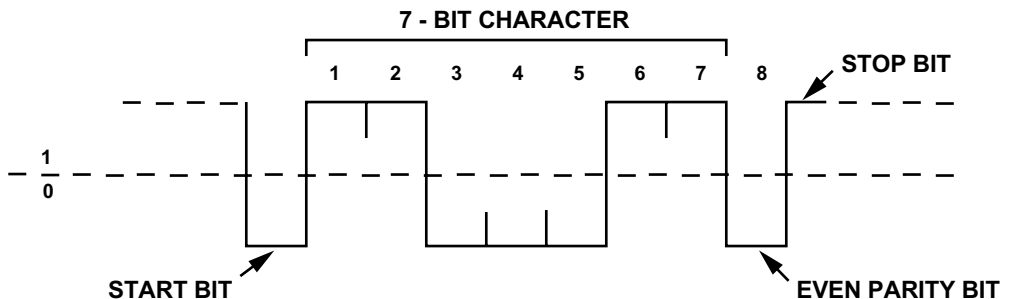 7 - BIT CHARACTER
STOP BIT
1 2 3 4 5 6 7 8
1
0
START BIT
EVEN PARITY BIT